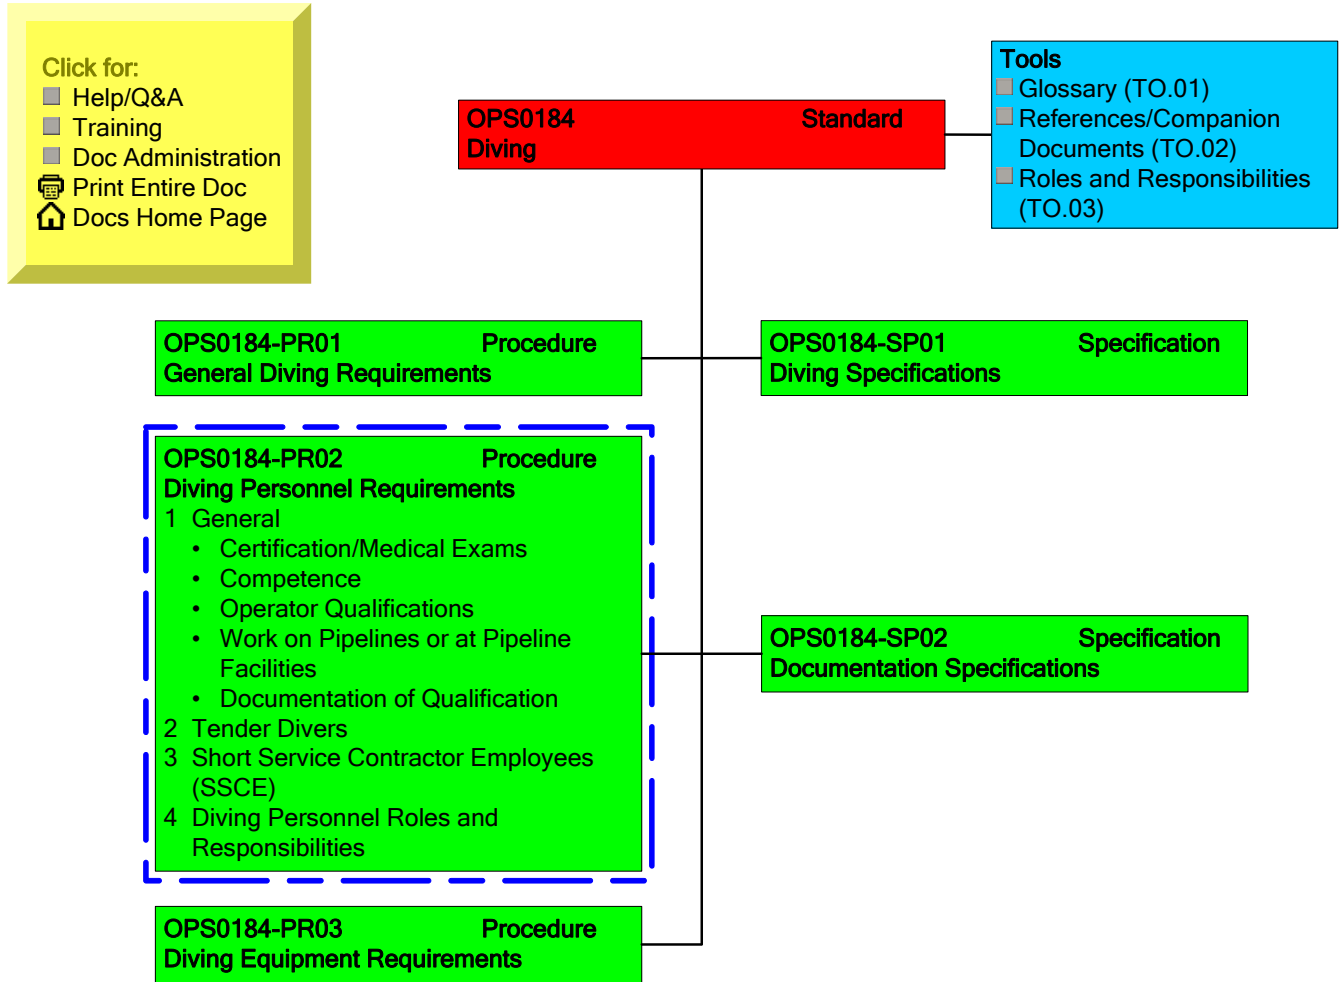 Click for:
Help/Q&A
Training
Doc Administration
Print Entire Doc
Docs Home Page
OPS0184 Standard
Diving
Tools
Glossary (TO.01)
References/Companion
Documents (TO.02)
Roles and Responsibilities
(TO.03)
OPS0184-PR01 Procedure
General Diving Requirements
OPS0184-SP01 Specification
Diving Specifications
OPS0184-PR02 Procedure
Diving Personnel Requirements
1 General
• Certification/Medical Exams
• Competence
• Operator Qualifications
• Work on Pipelines or at Pipeline
Facilities
• Documentation of Qualification
2 Tender Divers
3 Short Service Contractor Employees
(SSCE)
4 Diving Personnel Roles and
Responsibilities
OPS0184-SP02 Specification
Documentation Specifications
OPS0184-PR03 Procedure
Diving Equipment Requirements